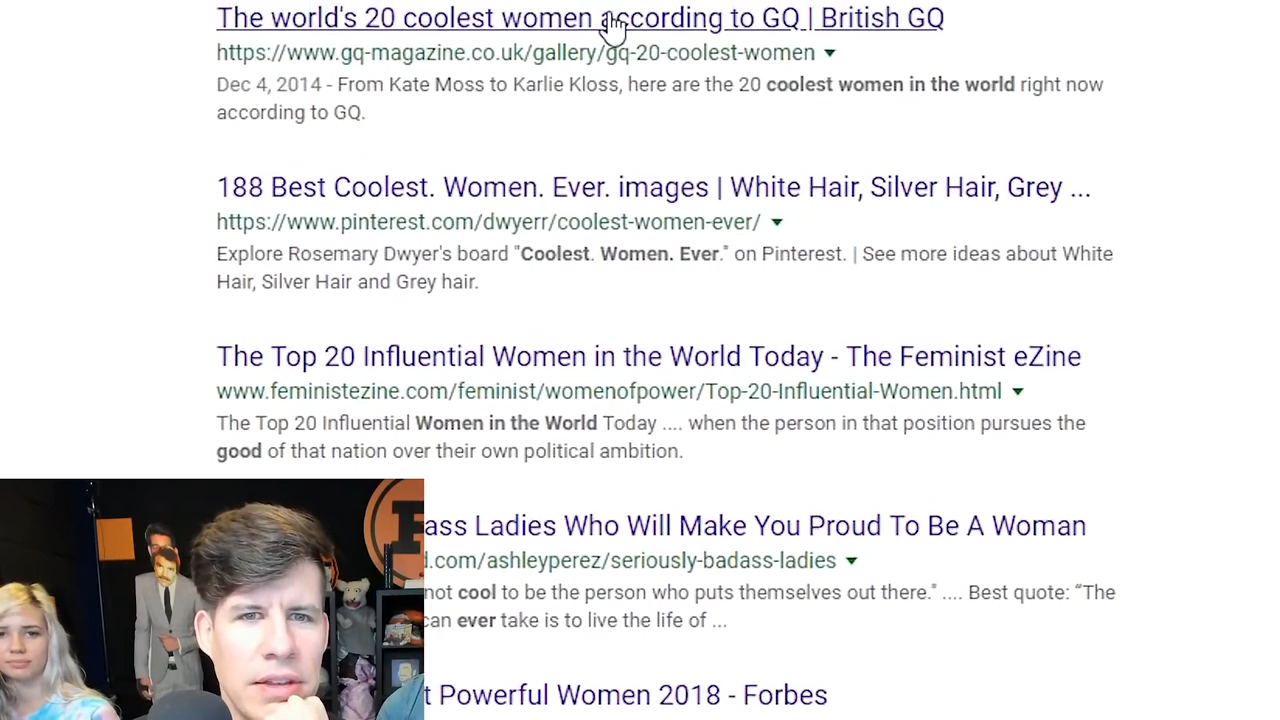 The world's 20 coolest women according to GQ | British GQ
https://www.gq-magazine.co.uk/gallery/gq-20-coolest-women
Dec 4, 2014 - From Kate Moss to Karlie Kloss, here are the 20 coolest women in the world right now
according to GQ.
188 Best Coolest. Women. Ever. images | White Hair, Silver Hair, Grey ...
https://www.pinterest.com/dwyerr/coolest-women-ever/
Explore Rosemary Dwyer's board "Coolest. Women. Ever." on Pinterest. | See more ideas about White
Hair, Silver Hair and Grey hair.
The Top 20 Influential Women in the World Today - The Feminist eZine
www.feministezine.com/feminist/womenofpower/Top-20-Influential-Women.html
The Top 20 Influential Women in the World Today .... when the person in that position pursues the
good of that nation over their own political ambition.
ass Ladies Who Will Make You Proud To Be A Woman
d.com/ashleyperez/seriously-badass-ladies
not cool to be the person who puts themselves out there." .... Best quote: “The
can ever take is to live the life of ...
t Powerful Women 2018 - Forbes